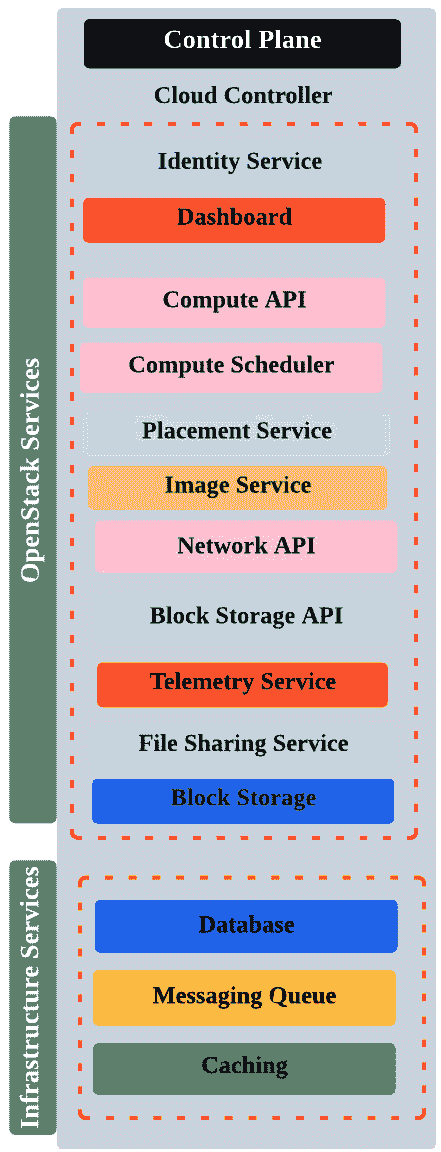 Control Plane
Cloud Controller
OpenStack Services
Identity Service
Dashboard
Compute API
Compute Scheduler
Placement Service
Image Service
Network API
Block Storage API
Telemetry Service
File Sharing Service
Block Storage
Infrastructure Services
Database
Messaging Queue
Caching